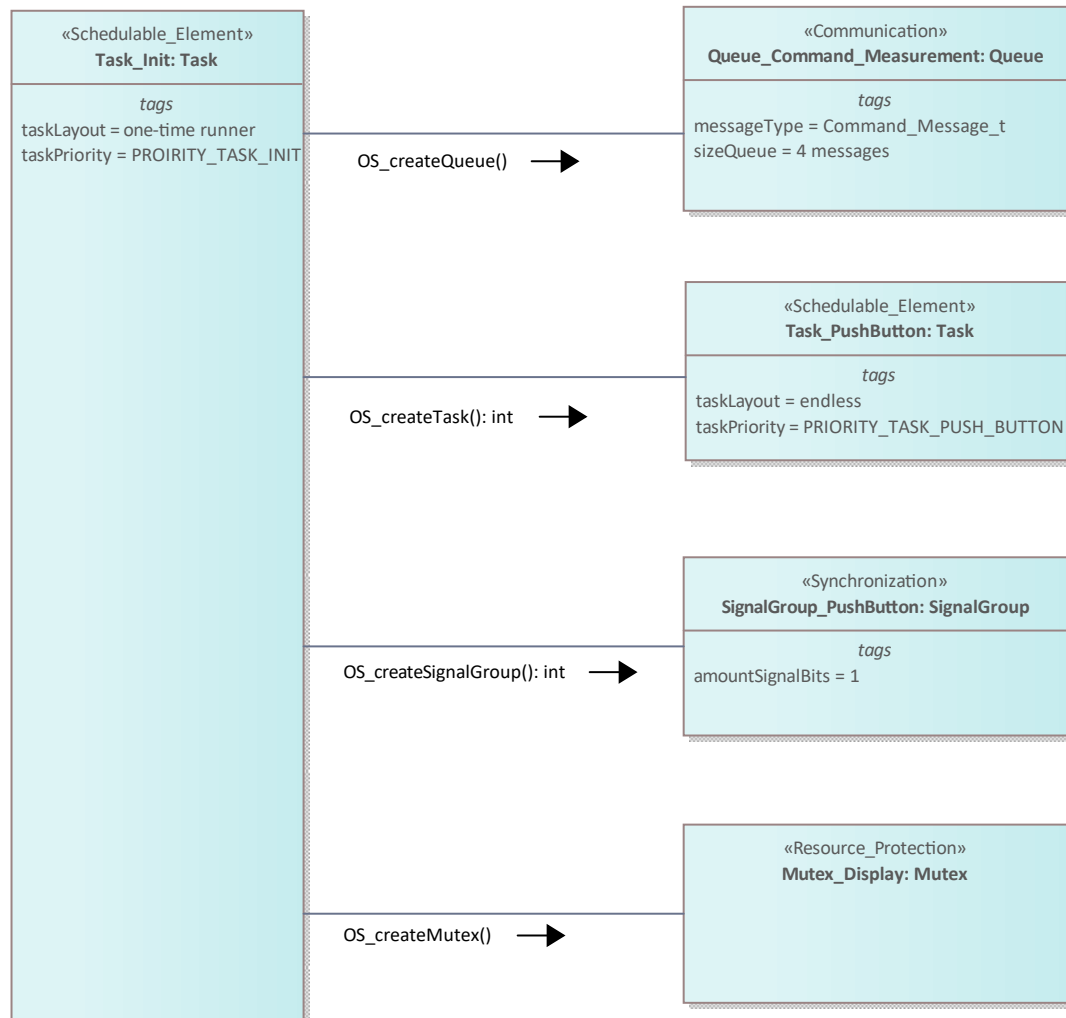 «Schedulable_Element»
Task_Init: Task
tags
taskLayout = one-time runner
taskPriority = PROIRITY_TASK_INIT
OS_createQueue()
«Communication»
Queue_Command_Measurement: Queue
tags
messageType = Command_Message_t
sizeQueue = 4 messages
OS_createTask(): int
«Schedulable_Element»
Task_PushButton: Task
tags
taskLayout = endless
taskPriority = PRIORITY_TASK_PUSH_BUTTON
OS_createSignalGroup(): int
«Synchronization»
SignalGroup_PushButton: SignalGroup
tags
amountSignalBits = 1
OS_createMutex()
«Resource_Protection»
Mutex_Display: Mutex